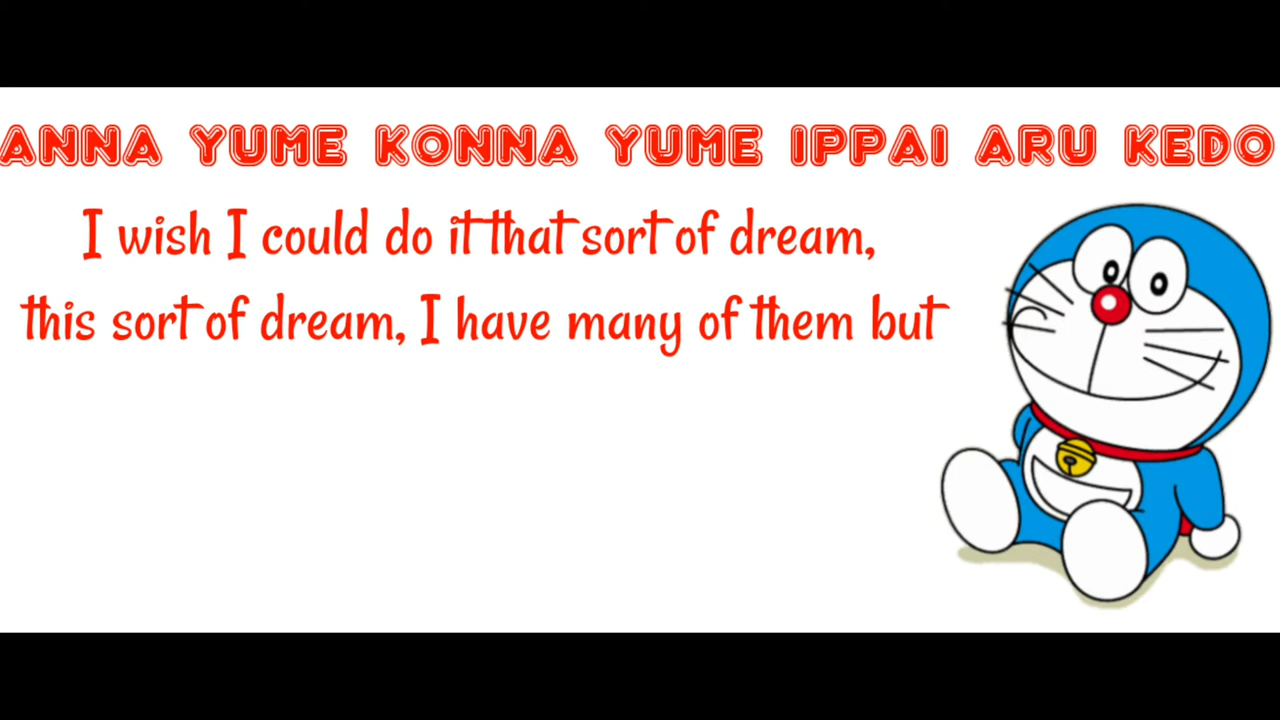 ANNA YUME KONNA YUME IPPAI ARU KEDO
I wish I could do it that sort of dream,
this sort of dream, I have many of them but